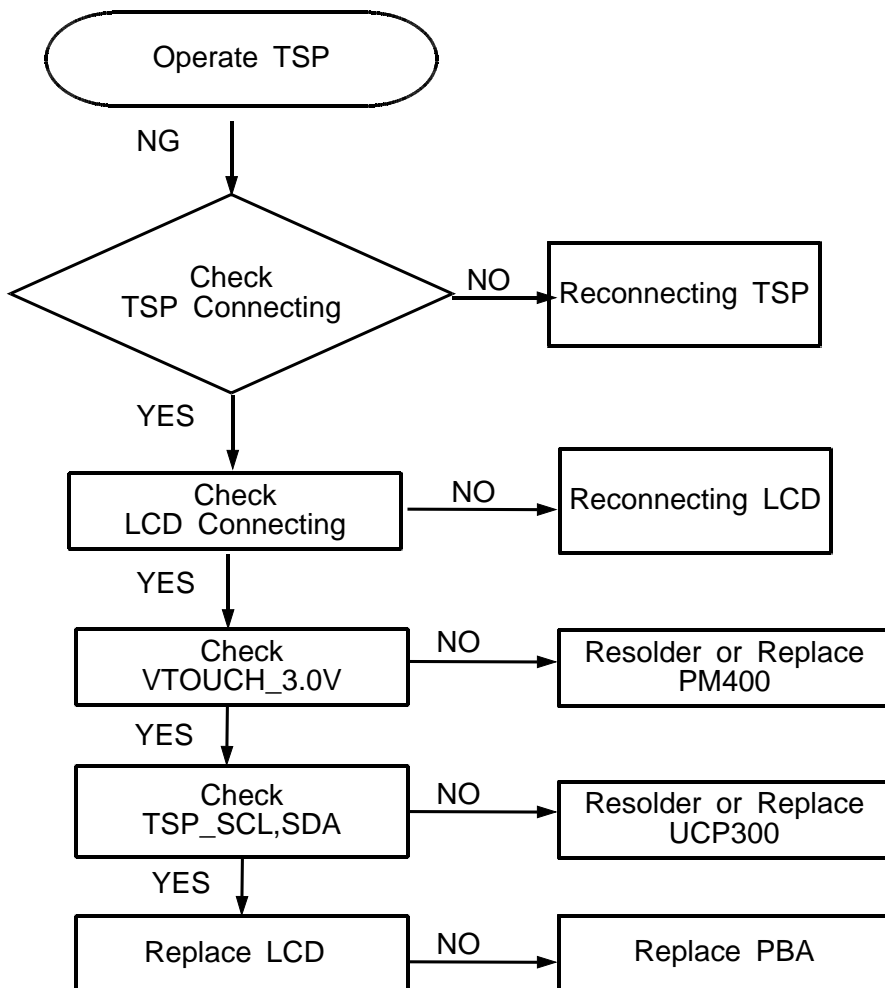 Operate TSP
NG
Check
TSP Connecting
NO
Reconnecting TSP
YES
Check
LCD Connecting
NO
Reconnecting LCD
YES
Check
VTOUCH_3.0V
NO
Resolder or Replace
PM400
YES
Check
TSP_SCL,SDA
NO
Resolder or Replace
UCP300
YES
Replace LCD
NO
Replace PBA